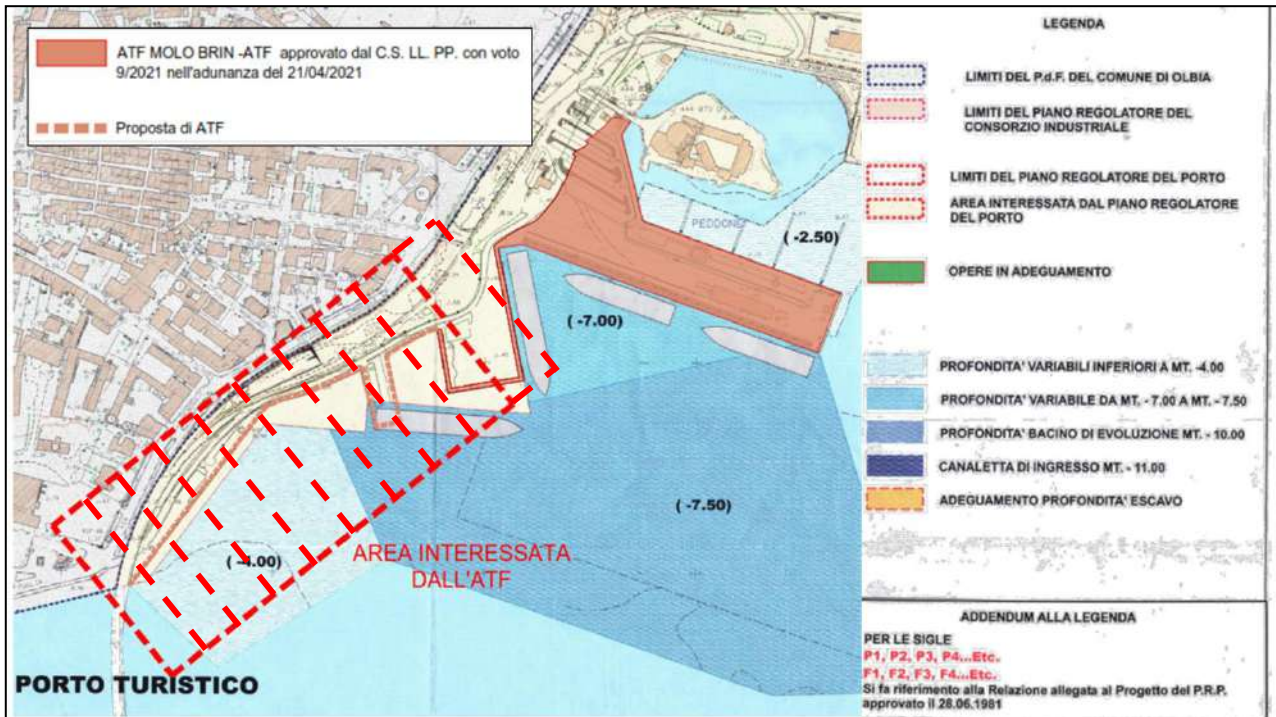 ATF MOLO BRIN -ATF approvato dal C.S. LL. PP. con voto
9/2021 nell'adunanza del 21/04/2021
Proposta di ATF
PEDDONE
( -2.50)
( -7.00)
( -7.50)
( -4.00)
AREA INTERESSATA
DALL'ATF
PORTO TURISTICO
LEGENDA
LIMITI DEL P.d.F. DEL COMUNE DI OLBIA
LIMITI DEL PIANO REGOLATORE DEL
CONSORZIO INDUSTRIALE
LIMITI DEL PIANO REGOLATORE DEL PORTO
AREA INTERESSATA DAL PIANO REGOLATORE
DEL PORTO
OPERE IN ADEGUAMENTO
PROFONDITA' VARIABILI INFERIORI A MT. -4.00
PROFONDITA' VARIABILE DA MT. - 7.00 A MT. - 7.50
PROFONDITA' BACINO DI EVOLUZIONE MT. - 10.00
CANALETTA DI INGRESSO MT. - 11.00
ADEGUAMENTO PROFONDITA' ESCAVO
ADDENDUM ALLA LEGENDA
PER LE SIGLE
P1, P2, P3, P4...Etc.
F1, F2, F3, F4...Etc.
Si fa riferimento alla Relazione allegata al Progetto del P.R.P.
approvato il 28.06.1981